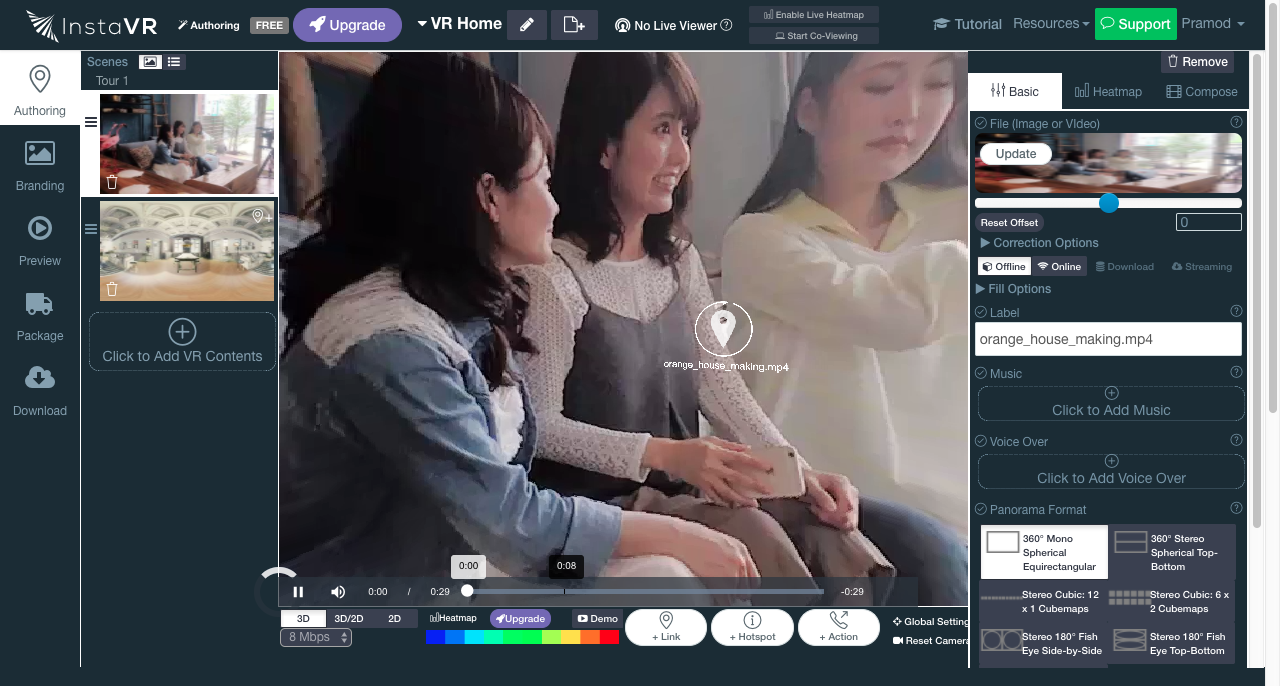 InstaVR
Authoring
FREE
Upgrade
VR Home
No Live Viewer
Enable Live Heatmap
Start Co-Viewing
Tutorial
Resources
Support
Pramod
Authoring
Branding
Preview
Package
Download
Scenes
Tour 1
Click to Add VR Contents
orange_house_making.mp4
0:00
0:08
0:00
/
0:29
-0:29
3D
3D/2D
2D
Heatmap
Upgrade
Demo
8 Mbps
+ Link
+ Hotspot
+ Action
Global Setting
Reset Camera
Remove
Basic
Heatmap
Compose
File (Image or VIdeo)
Update
Reset Offset
0
Correction Options
Offline
Online
Download
Streaming
Fill Options
Label
orange_house_making.mp4
Music
Click to Add Music
Voice Over
Click to Add Voice Over
Panorama Format
360° Mono
Spherical
Equirectangular
360° Stereo
Spherical Top-
Bottom
Stereo Cubic: 12
x 1 Cubemaps
Stereo Cubic: 6 x
2 Cubemaps
Stereo 180° Fish
Eye Side-by-Side
Stereo 180° Fish
Eye Top-Bottom